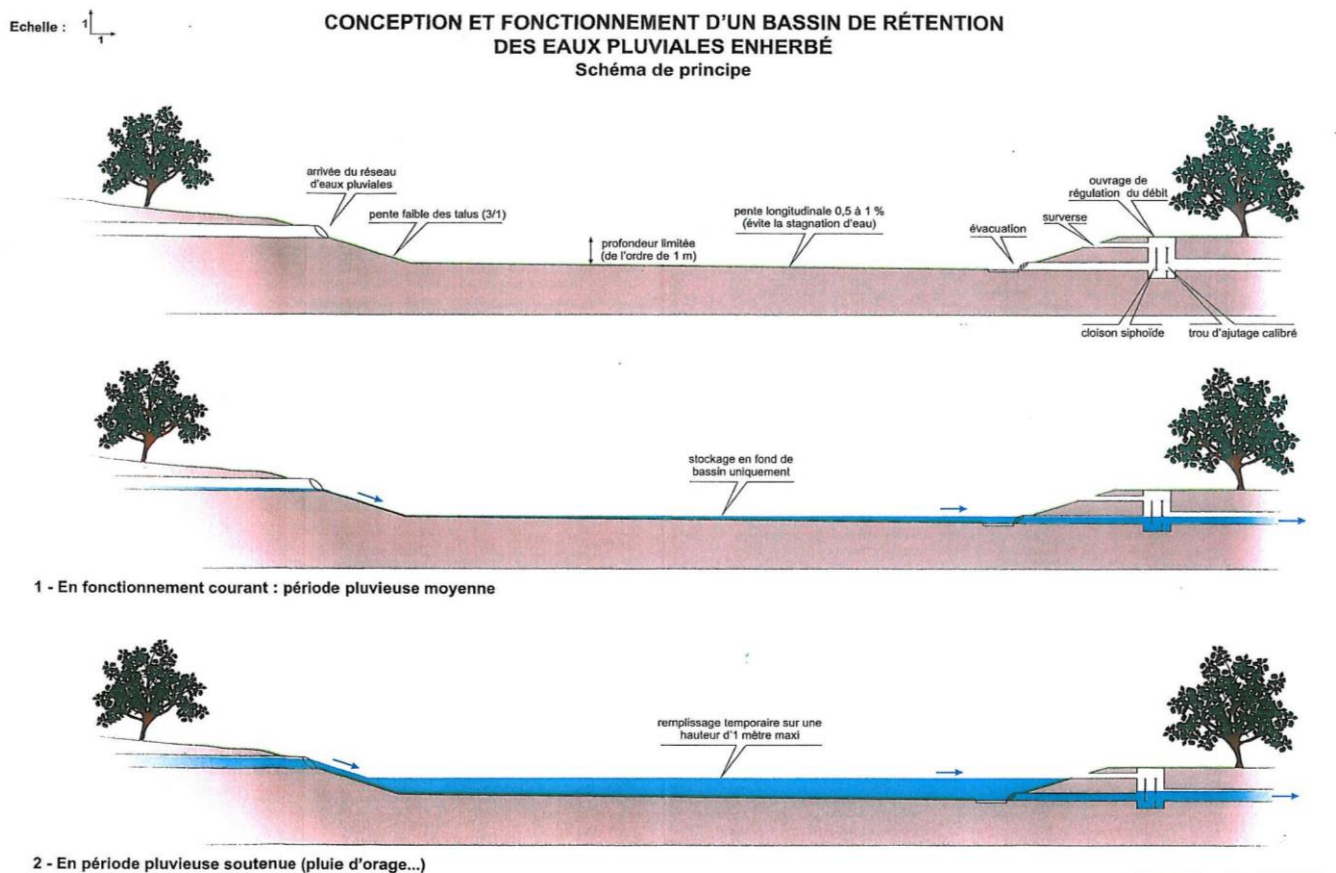 Echelle :
1
1
CONCEPTION ET FONCTIONNEMENT D'UN BASSIN DE RÉTENTION
DES EAUX PLUVIALES ENHERBÉ
Schéma de principe
arrivée du réseau
d'eaux pluviales
pente faible des talus (3/1)
profondeur limitée
(de l'ordre de 1 m)
pente longitudinale 0,5 à 1 %
(évite la stagnation d'eau)
évacuation
surverse
ouvrage de
régulation du débit
cloison siphoïde
trou d'ajutage calibré
stockage en fond de
bassin uniquement
1 - En fonctionnement courant : période pluvieuse moyenne
remplissage temporaire sur une
hauteur d'1 mètre maxi
2 - En période pluvieuse soutenue (pluie d'orage...)